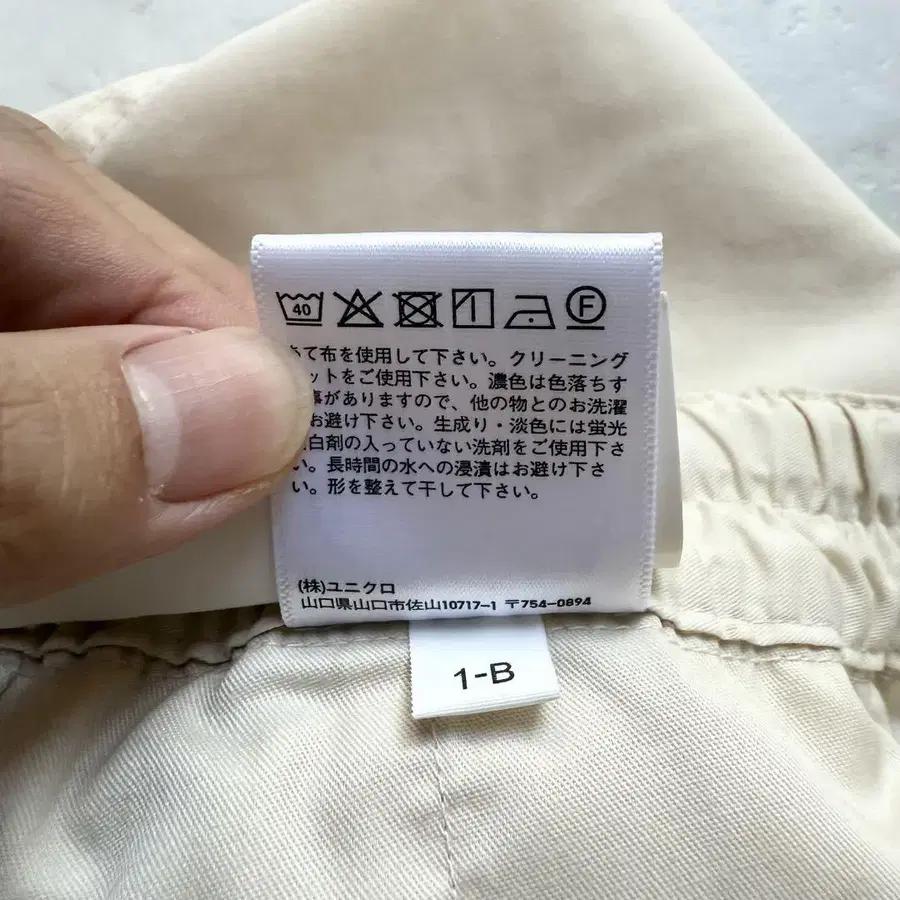 40 F
て布を使用して下さい。クリーニング
ットをご使用下さい。濃色は色落ちす
事がありますので、他の物とのお洗濯
お避け下さい。生成り・淡色には蛍光
白剤の入っていない洗剤をご使用下さ
い。長時間の水への浸漬はお避け下さ
い。形を整えて干して下さい。
(株)ユニクロ
山口県山口市佐山10717-1 〒754-0894
1-B